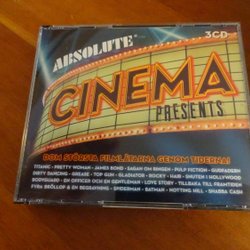 ABSOLUTE
3CD
CINEMA
PRESENTS
DOM STÖRSTA FILMLÅTARNA GENOM TIDERNA!
TITANIC · PRETTY WOMAN · JAMES BOND · SAGAN OM RINGEN · PULP FICTION · GUDFADERN
DIRTY DANCING · GREASE · TOP GUN · GLADIATOR · ROCKY · HAIR · SNUTEN I HOLLYWOOD
BODYGUARD · EN OFFICER OCH EN GENTLEMAN · LOVE STORY · TILLBAKA TILL FRAMTIDEN
FYRA BRÖLLOP & EN BEGRAVNING · SPIDERMAN · BATMAN · NOTTING HILL · SNABBA CASH